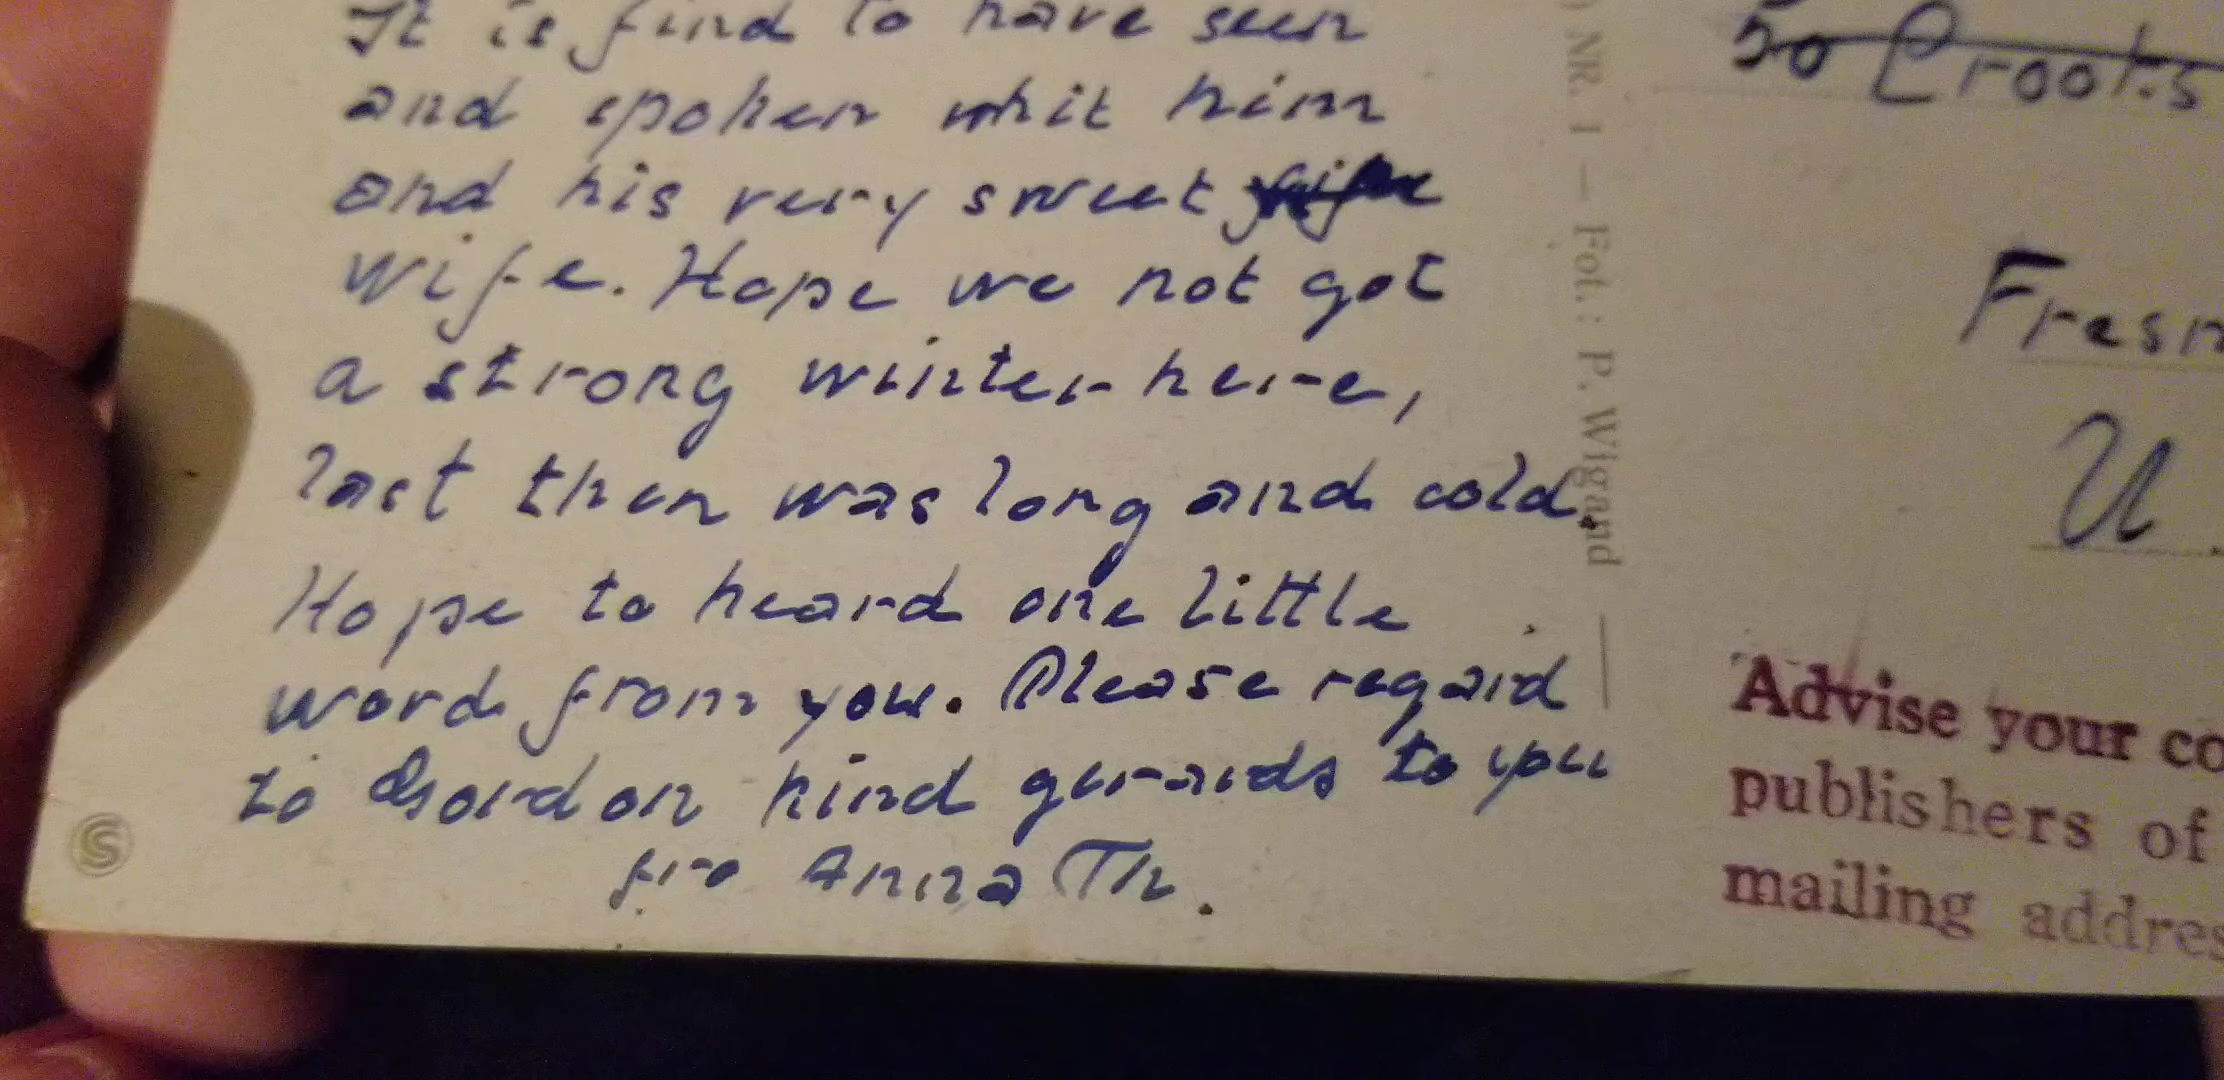 It is find to have seen
and spoken whit him
and his very sweet
wife. Hope we not got
a strong winter here,
last then was long and cold.
Hope to heard one little
word from you. Please regard
to Gordon kind gerards to you
fro Anna Th.
) NR. 1 – Fot.: P. Wigand —
50 Crooks
Fresn
U.
Advise your co
publishers of
mailing addres
S